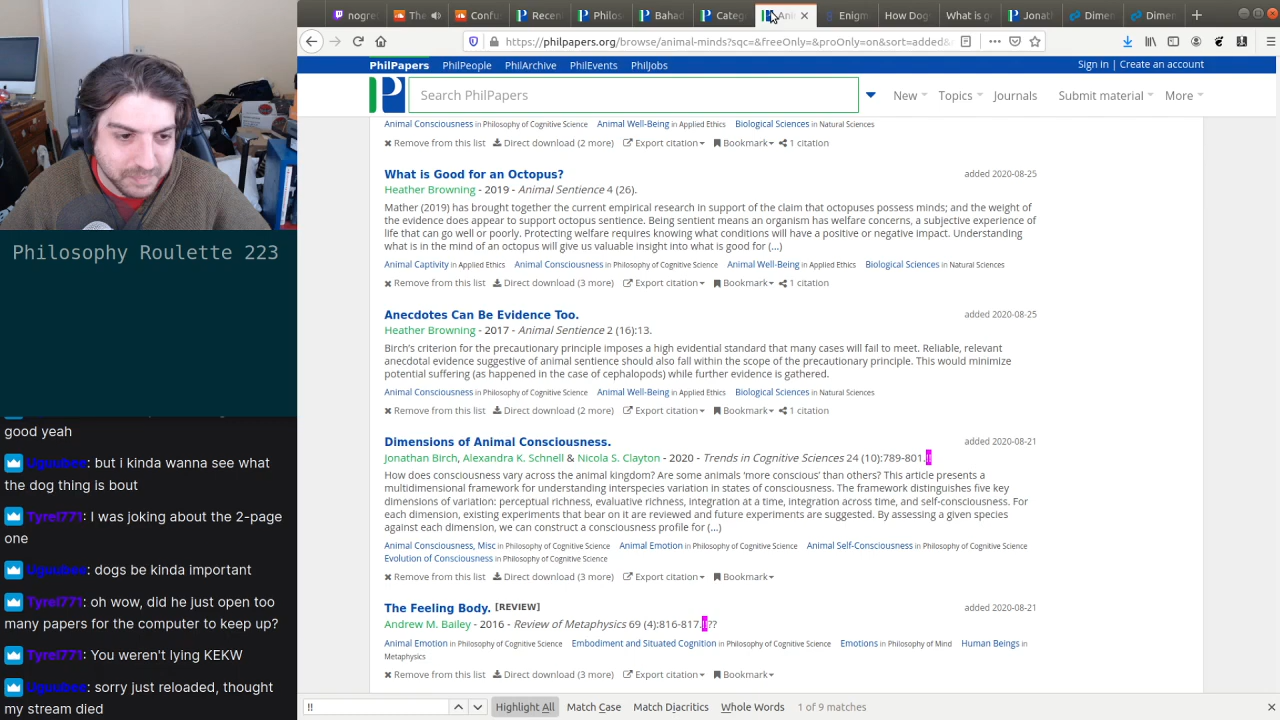 nogre
The
Confu
Recen
Philos
Bahad
Categ
Ani
Enigm
How Dog
What is g
Jonath
Dimen
Dimen
https://philpapers.org/browse/animal-minds?sqc=&freeOnly=&proOnly=on&sort=added&
PhilPapers PhilPeople PhilArchive PhilEvents PhilJobs Sign in | Create an account
Search PhilPapers New Topics Journals Submit material More
Animal Consciousness in Philosophy of Cognitive Science Animal Well-Being in Applied Ethics Biological Sciences in Natural Sciences
Remove from this list Direct download (2 more) Export citation Bookmark 1 citation
What is Good for an Octopus? added 2020-08-25
Heather Browning - 2019 - Animal Sentience 4 (26).
Mather (2019) has brought together the current empirical research in support of the claim that octopuses possess minds; and the weight of
the evidence does appear to support octopus sentience. Being sentient means an organism has welfare concerns, a subjective experience of
life that can go well or poorly. Protecting welfare requires knowing what conditions will have a positive or negative impact. Understanding
what is in the mind of an octopus will give us valuable insight into what is good for (...)
Animal Captivity in Applied Ethics Animal Consciousness in Philosophy of Cognitive Science Animal Well-Being in Applied Ethics Biological Sciences in Natural Sciences
Remove from this list Direct download (3 more) Export citation Bookmark 1 citation
Anecdotes Can Be Evidence Too. added 2020-08-25
Heather Browning - 2017 - Animal Sentience 2 (16):13.
Birch's criterion for the precautionary principle imposes a high evidential standard that many cases will fail to meet. Reliable, relevant
anecdotal evidence suggestive of animal sentience should also fall within the scope of the precautionary principle. This would minimize
potential suffering (as happened in the case of cephalopods) while further evidence is gathered.
Animal Consciousness in Philosophy of Cognitive Science Animal Well-Being in Applied Ethics Biological Sciences in Natural Sciences
Remove from this list Direct download (2 more) Export citation Bookmark 1 citation
Dimensions of Animal Consciousness. added 2020-08-21
Jonathan Birch, Alexandra K. Schnell & Nicola S. Clayton - 2020 - Trends in Cognitive Sciences 24 (10):789-801.
How does consciousness vary across the animal kingdom? Are some animals 'more conscious' than others? This article presents a
multidimensional framework for understanding interspecies variation in states of consciousness. The framework distinguishes five key
dimensions of variation: perceptual richness, evaluative richness, integration at a time, integration across time, and self-consciousness. For
each dimension, existing experiments that bear on it are reviewed and future experiments are suggested. By assessing a given species
against each dimension, we can construct a consciousness profile for (...)
Animal Consciousness, Misc in Philosophy of Cognitive Science Animal Emotion in Philosophy of Cognitive Science Animal Self-Consciousness in Philosophy of Cognitive Science
Evolution of Consciousness in Philosophy of Cognitive Science
Remove from this list Direct download (3 more) Export citation Bookmark
The Feeling Body. [REVIEW] added 2020-08-21
Andrew M. Bailey - 2016 - Review of Metaphysics 69 (4):816-817.!!??
Animal Emotion in Philosophy of Cognitive Science Embodiment and Situated Cognition in Philosophy of Cognitive Science Emotions in Philosophy of Mind Human Beings in
Metaphysics
Remove from this list Direct download (3 more) Export citation Bookmark
!! Highlight All Match Case Match Diacritics Whole Words 1 of 9 matches
Philosophy Roulette 223
good yeah
Uguubee: but i kinda wanna see what
the dog thing is bout
Tyrel771: I was joking about the 2-page
one
Uguubee: dogs be kinda important
Tyrel771: oh wow, did he just open too
many papers for the computer to keep up?
Tyrel771: You weren't lying KEKW
Uguubee: sorry just reloaded, thought
my stream died